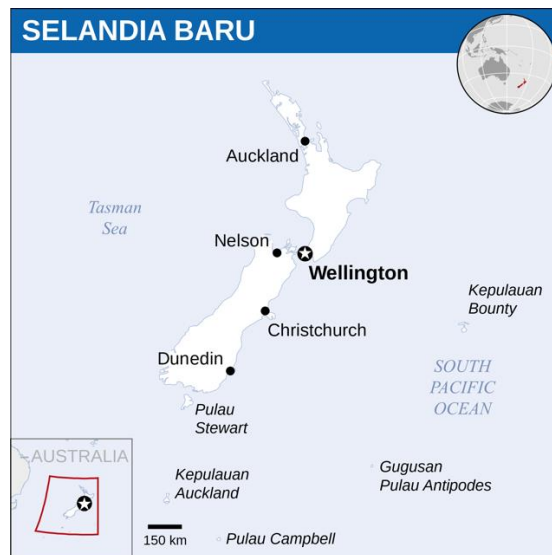 SELANDIA BARU
Auckland
Tasman
Sea
Nelson
Wellington
Kepulauan
Bounty
Christchurch
Dunedin
SOUTH
PACIFIC
OCEAN
Pulau
Stewart
AUSTRALIA
Kepulauan
Auckland
Gugusan
Pulau Antipodes
150 km
Pulau Campbell